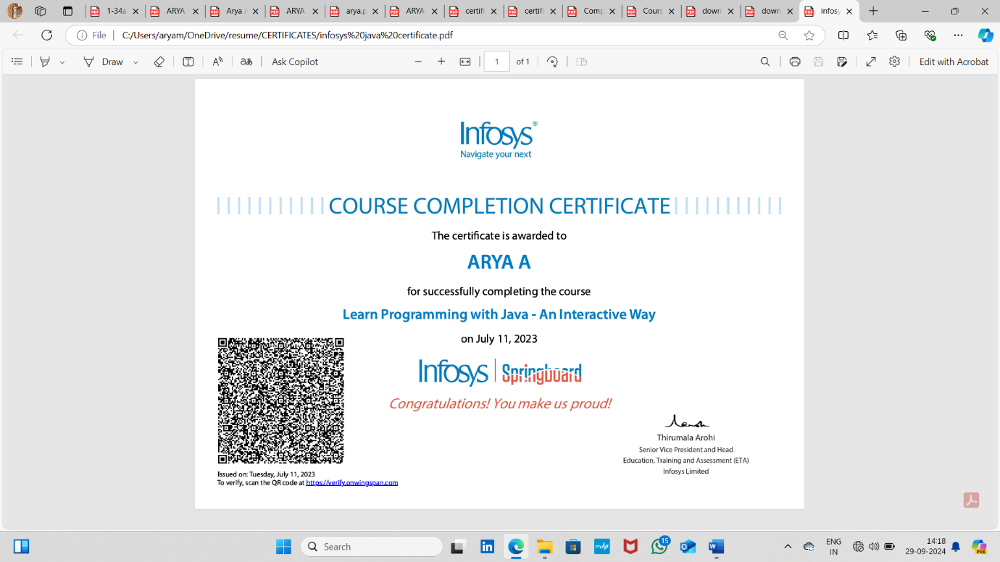 1-34a
ARYA
Arya A
ARYA
arya.p
ARYA
certifi
certifi
Comp
Cours
down
down
infosy
File
C:/Users/aryam/OneDrive/resume/CERTIFICATES/infosys%20java%20certificate.pdf
Draw
Ask Copilot
1
of 1
Edit with Acrobat
Infosys®
Navigate your next
COURSE COMPLETION CERTIFICATE
The certificate is awarded to
ARYA A
for successfully completing the course
Learn Programming with Java - An Interactive Way
on July 11, 2023
Infosys | Springboard
Congratulations! You make us proud!
Thirumala Arohi
Senior Vice President and Head
Education, Training and Assessment (ETA)
Infosys Limited
Issued on: Tuesday, July 11, 2023
To verify, scan the QR code at https://verify.onwingspan.com
Search
15
ENG
IN
14:18
29-09-2024